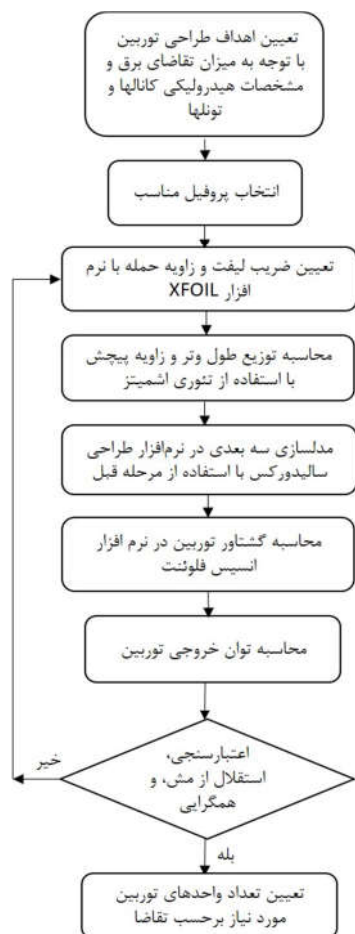 تعیین اهداف طراحی توربین
با توجه به میزان تقاضای برق و
مشخصات هیدرولیکی کانالها و
تونلها
انتخاب پروفیل مناسب
تعیین ضریب لیفت و زاویه حمله با نرم
افزار XFOIL
محاسبه توزیع طول وتر و زاویه پیچش
با استفاده از تئوری اشمیتز
مدلسازی سه بعدی در نرم‌افزار طراحی
سالیدورکس با استفاده از مرحله قبل
محاسبه گشتاور توربین در نرم افزار
انسیس فلوئنت
محاسبه توان خروجی توربین
اعتبارسنجی،
استقلال از مش، و
همگرایی
خیر
بله
تعیین تعداد واحدهای توربین
مورد نیاز برحسب تقاضا